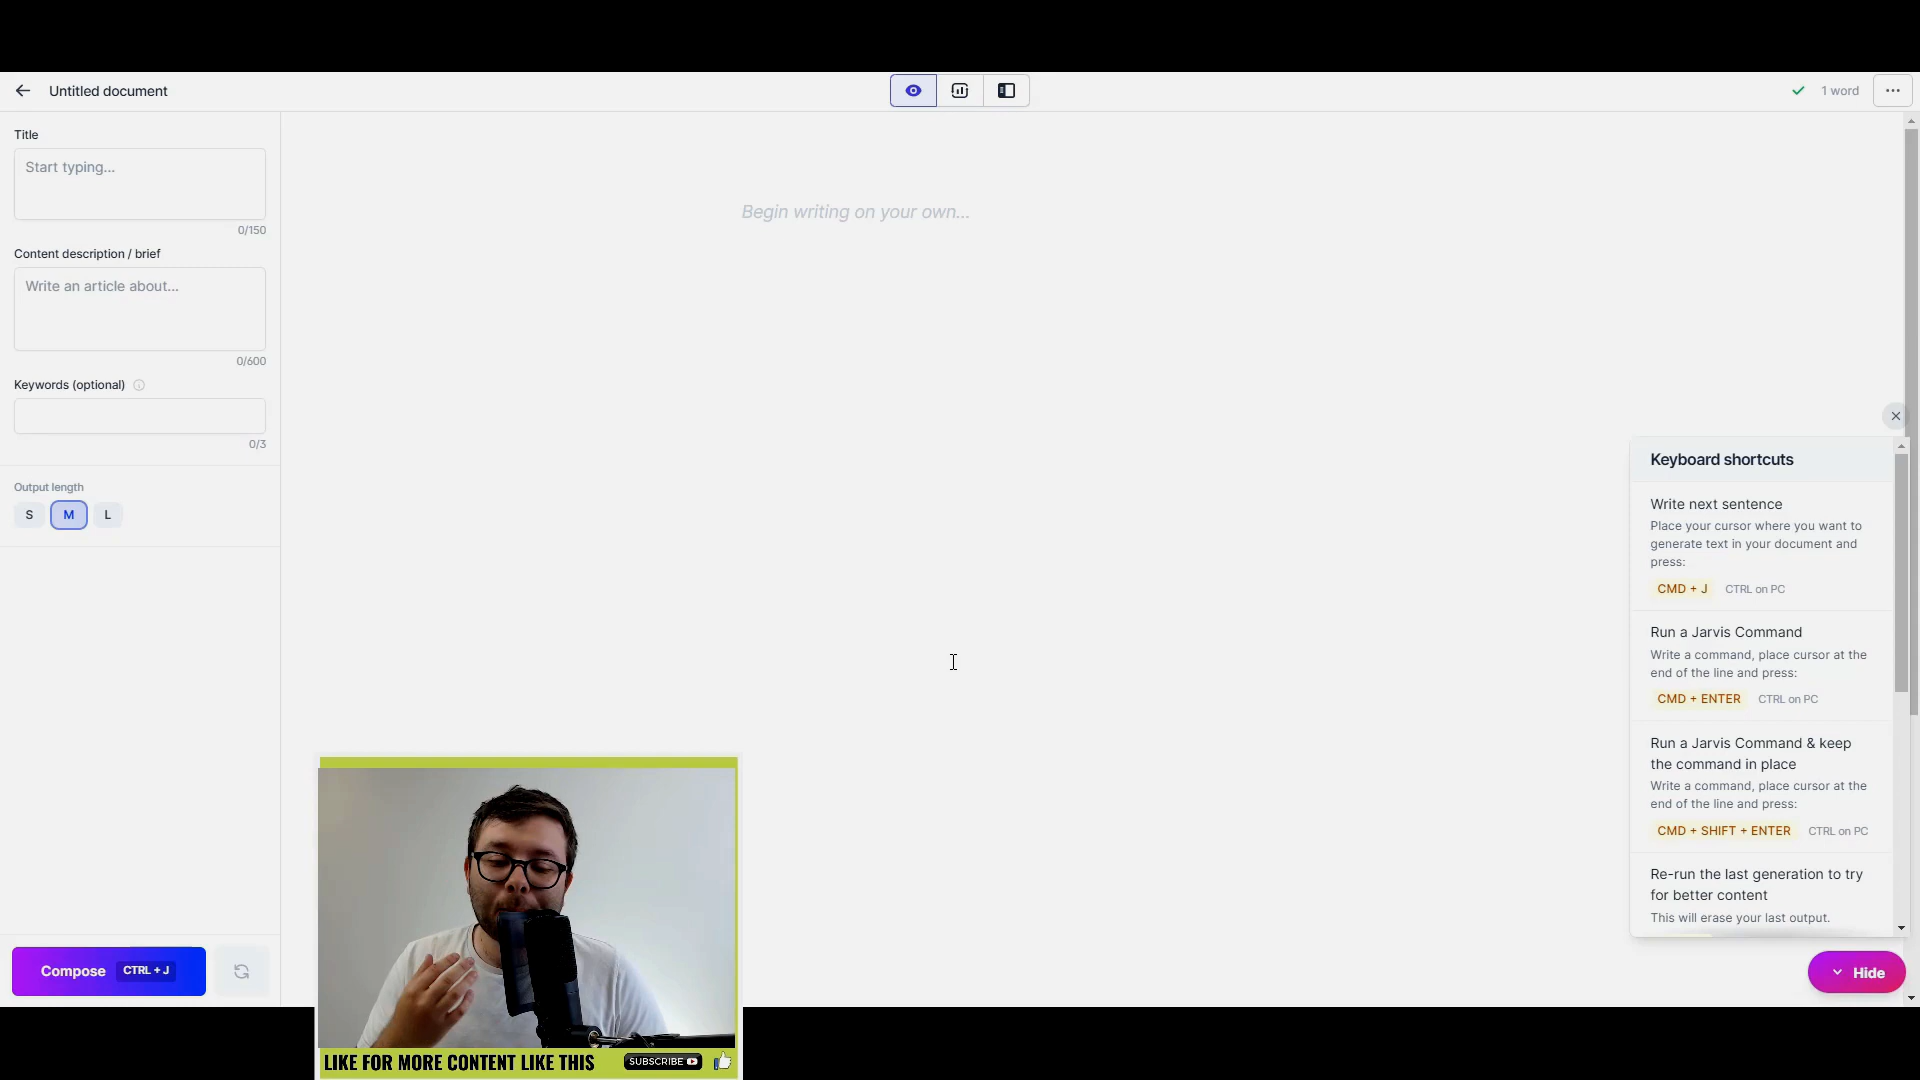 Untitled document
1 word
Title
Start typing...
0/150
Content description / brief
Write an article about...
0/600
Keywords (optional)
0/3
Output length
S M L
Compose CTRL + J
Begin writing on your own...
Keyboard shortcuts
Write next sentence
Place your cursor where you want to
generate text in your document and
press:
CMD + J CTRL on PC
Run a Jarvis Command
Write a command, place cursor at the
end of the line and press:
CMD + ENTER CTRL on PC
Run a Jarvis Command & keep
the command in place
Write a command, place cursor at the
end of the line and press:
CMD + SHIFT + ENTER CTRL on PC
Re-run the last generation to try
for better content
This will erase your last output.
Hide
LIKE FOR MORE CONTENT LIKE THIS SUBSCRIBE